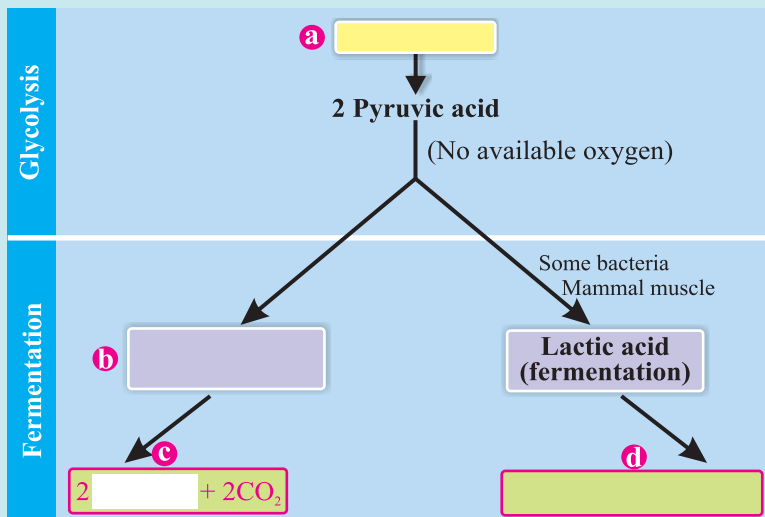 Glycolysis
a
2 Pyruvic acid
(No available oxygen)
Fermentation
Some bacteria
Mammal muscle
b
Lactic acid
(fermentation)
c
2 + 2CO₂
d